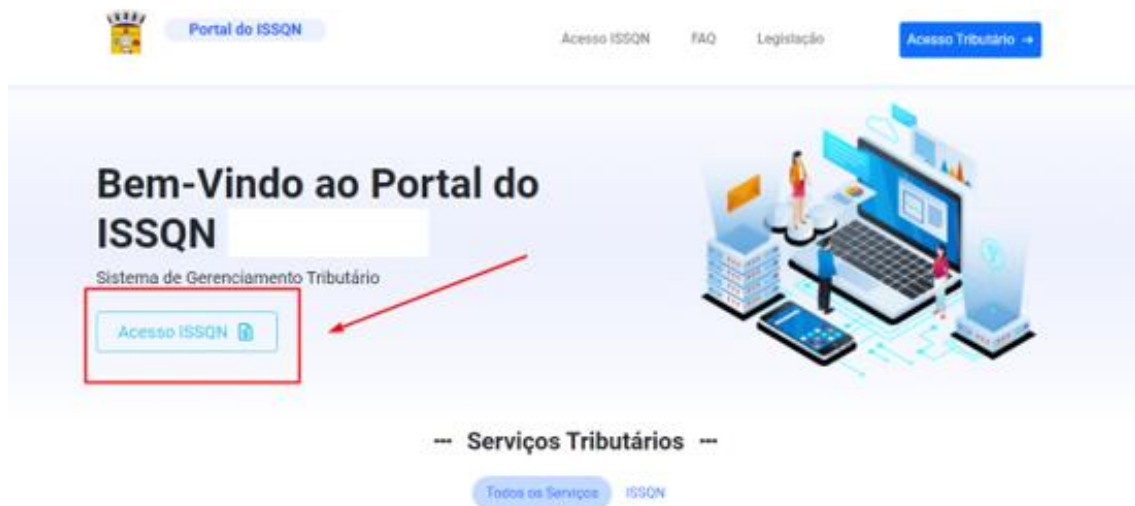 Portal do ISSQN
Acesso ISSQN FAQ Legislação Acesso Tributário →
Bem-Vindo ao Portal do
ISSQN
Sistema de Gerenciamento Tributário
Acesso ISSQN
--- Serviços Tributários ---
Todos os Serviços ISSQN